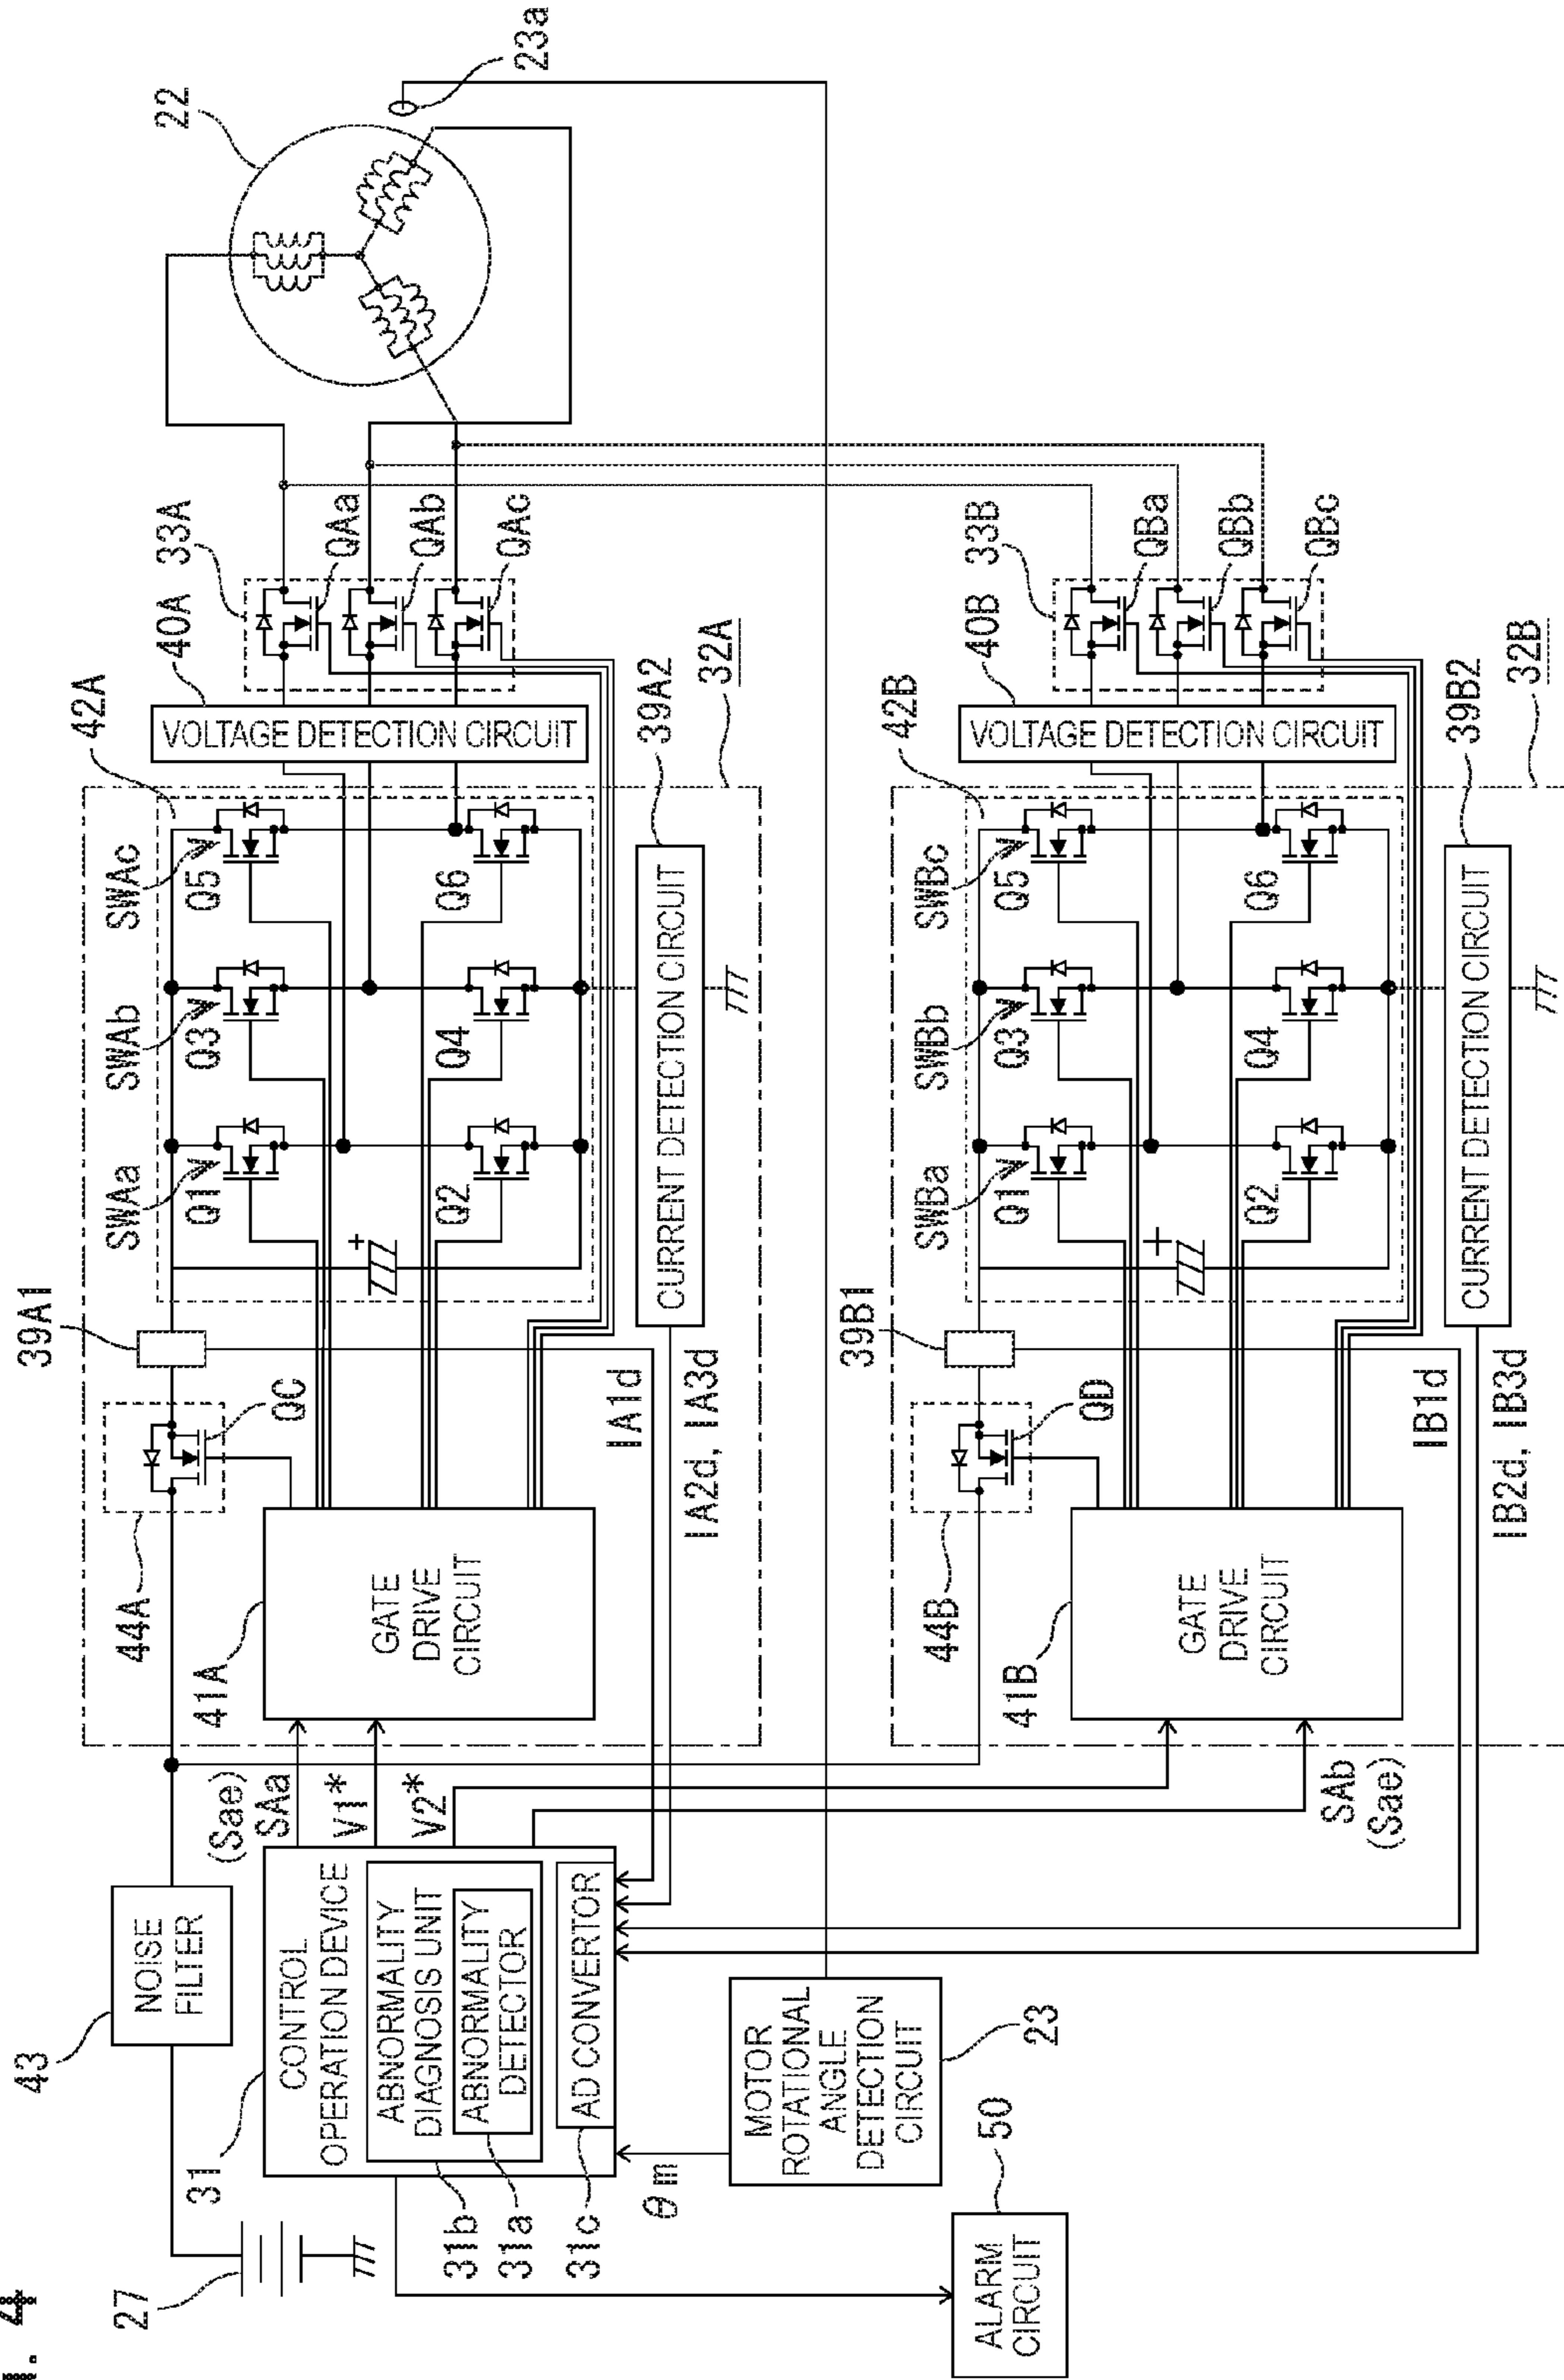 . 4
27
43
NOISE
FILTER
31
CONTROL
OPERATION DEVICE
ABNORMALITY
DIAGNOSIS UNIT
ABNORMALITY
DETECTOR
AD CONVERTOR
31b
31a
31c
θm
MOTOR
ROTATIONAL
ANGLE
DETECTION
CIRCUIT
23
ALARM
CIRCUIT
50
(Sae)
SAa
V1*
V2*
SAb
(Sae)
41A
44A
GATE
DRIVE
CIRCUIT
QC
39A1
IA1d
IA2d, IA3d
SWAa
SWAb
SWAc
Q1
Q3
Q5
Q2
Q4
Q6
+
42A
CURRENT DETECTION CIRCUIT
39A2
32A
40A
VOLTAGE DETECTION CIRCUIT
33A
QAa
QAb
QAc
22
23a
41B
44B
GATE
DRIVE
CIRCUIT
QD
39B1
IB1d
IB2d, IB3d
SWBa
SWBb
SWBc
Q1
Q3
Q5
Q2
Q4
Q6
+
42B
CURRENT DETECTION CIRCUIT
39B2
32B
40B
VOLTAGE DETECTION CIRCUIT
33B
QBa
QBb
QBc